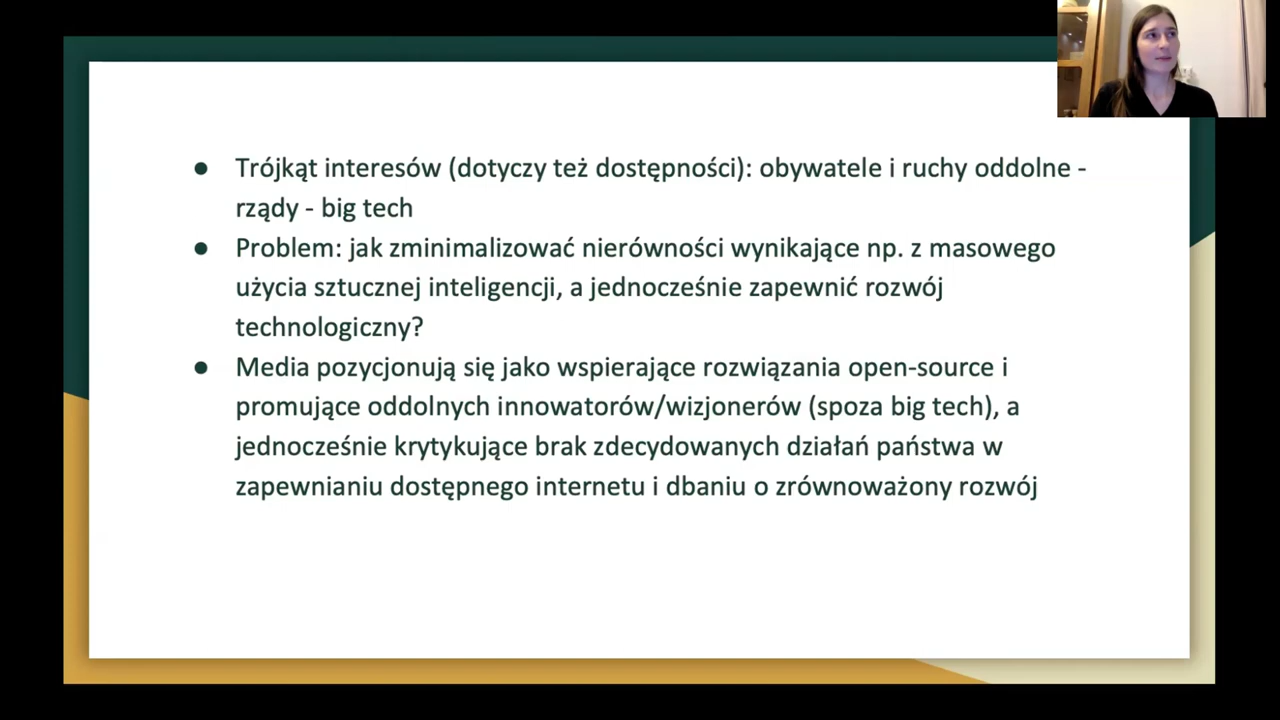 Trójkąt interesów (dotyczy też dostępności): obywatele i ruchy oddolne -
rządy - big tech
Problem: jak zminimalizować nierówności wynikające np. z masowego
użycia sztucznej inteligencji, a jednocześnie zapewnić rozwój
technologiczny?
Media pozycjonują się jako wspierające rozwiązania open-source i
promujące oddolnych innowatorów/wizjonerów (spoza big tech), a
jednocześnie krytykujące brak zdecydowanych działań państwa w
zapewnianiu dostępnego internetu i dbaniu o zrównoważony rozwój